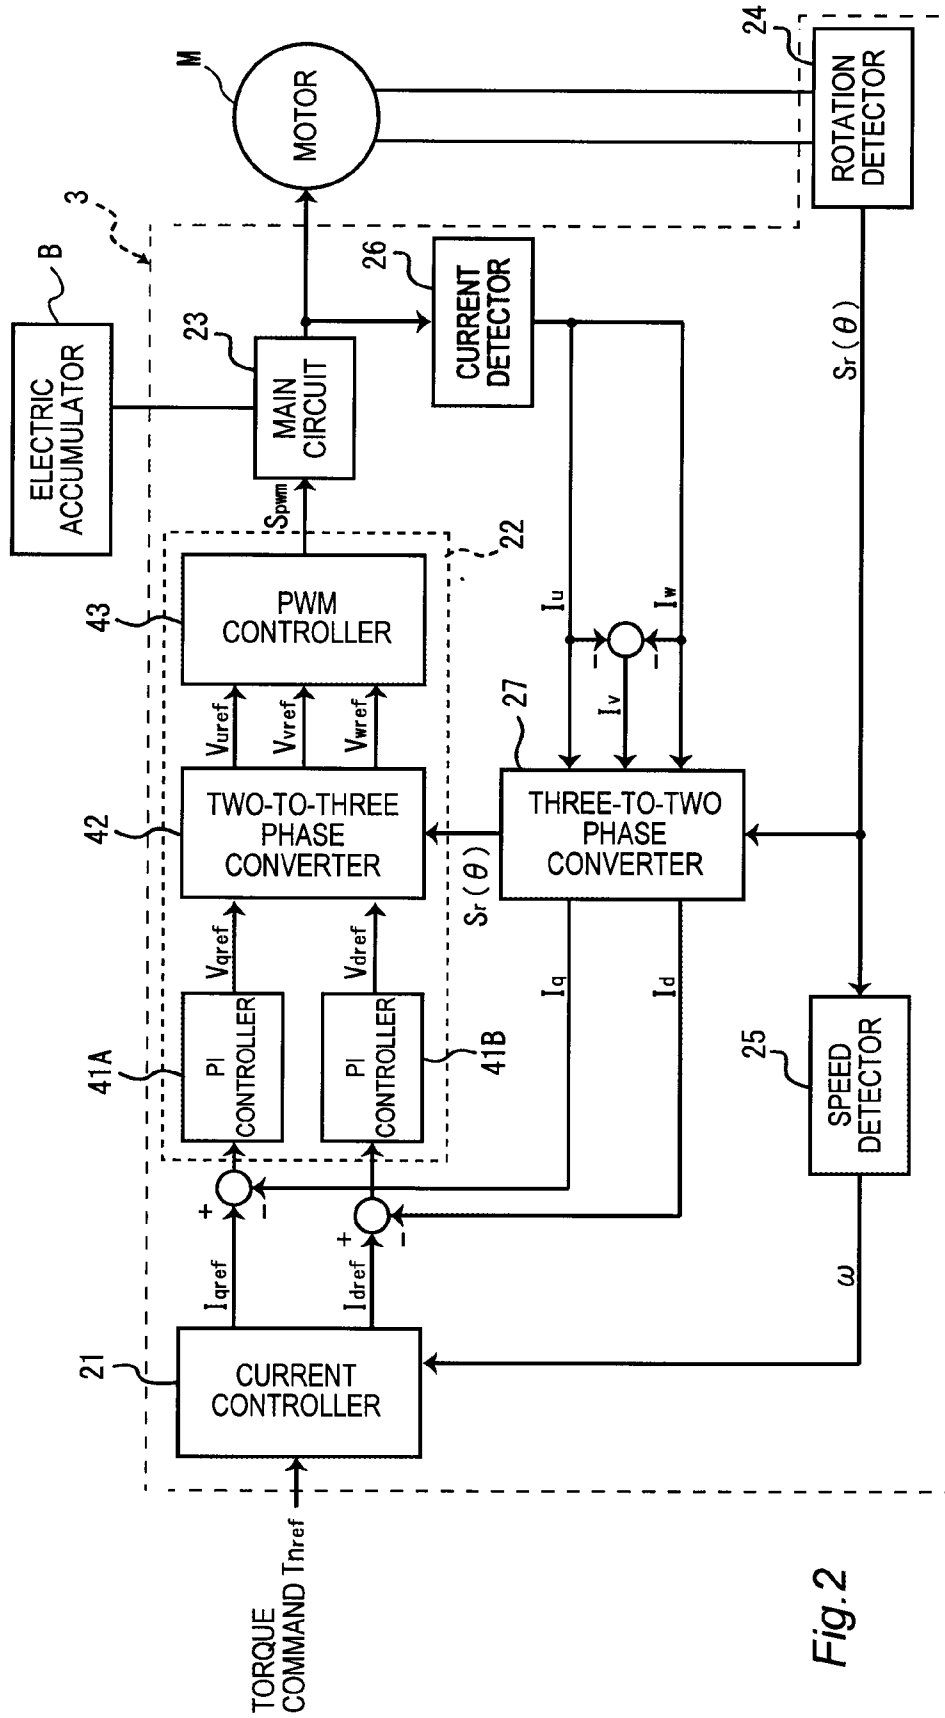 3
ELECTRIC
ACCUMULATOR
B
23
MAIN
CIRCUIT
Spwm
M
MOTOR
26
CURRENT
DETECTOR
24
ROTATION
DETECTOR
Sr(θ)
22
43
PWM
CONTROLLER
Vuref
Vvref
Vwref
42
TWO-TO-THREE
PHASE
CONVERTER
Vqref
Vdref
41A
PI
CONTROLLER
41B
PI
CONTROLLER
Iu
Iv
Iw
−
−
27
THREE-TO-TWO
PHASE
CONVERTER
Sr(θ)
Iq
Id
25
SPEED
DETECTOR
ω
+
−
+
−
Iqref
Idref
21
CURRENT
CONTROLLER
TORQUE
COMMAND Tnref
Fig.2